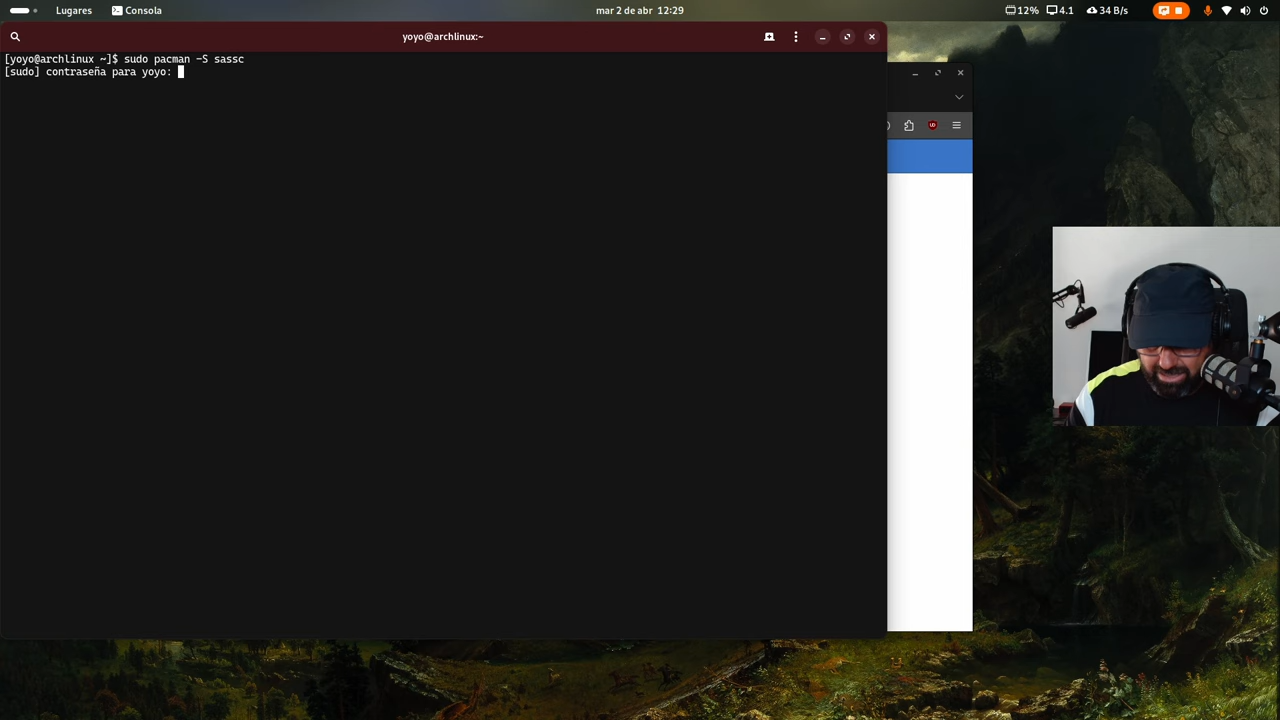 Lugares Consola mar 2 de abr 12:29 12% 4.1 34 B/s
yoyo@archlinux:~
[yoyo@archlinux ~]$ sudo pacman -S sassc
[sudo] contraseña para yoyo: